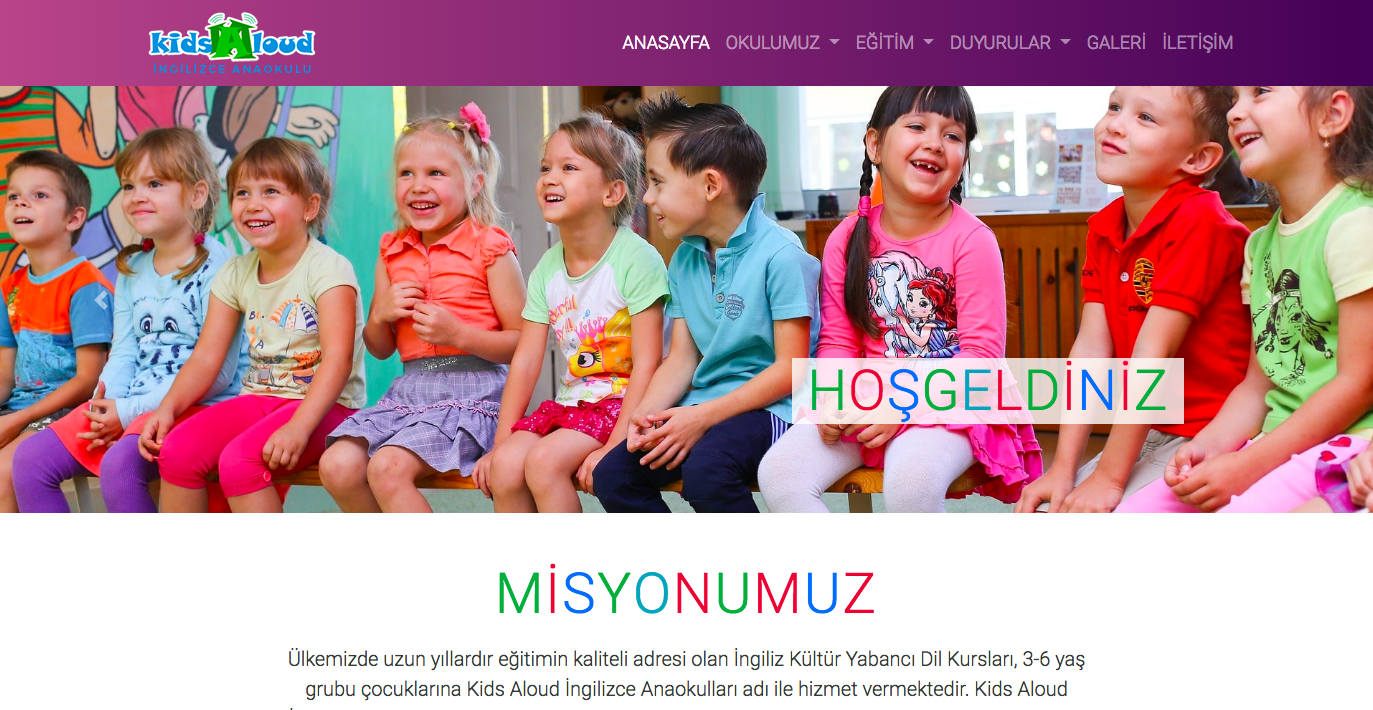 kidsAloud
İNGİLİZCE ANAOKULU
ANASAYFA OKULUMUZ EĞİTİM DUYURULAR GALERİ İLETİŞİM
HOŞGELDİNİZ
MİSYONUMUZ
Ülkemizde uzun yıllardır eğitimin kaliteli adresi olan İngiliz Kültür Yabancı Dil Kursları, 3-6 yaş
grubu çocuklarına Kids Aloud İngilizce Anaokulları adı ile hizmet vermektedir. Kids Aloud